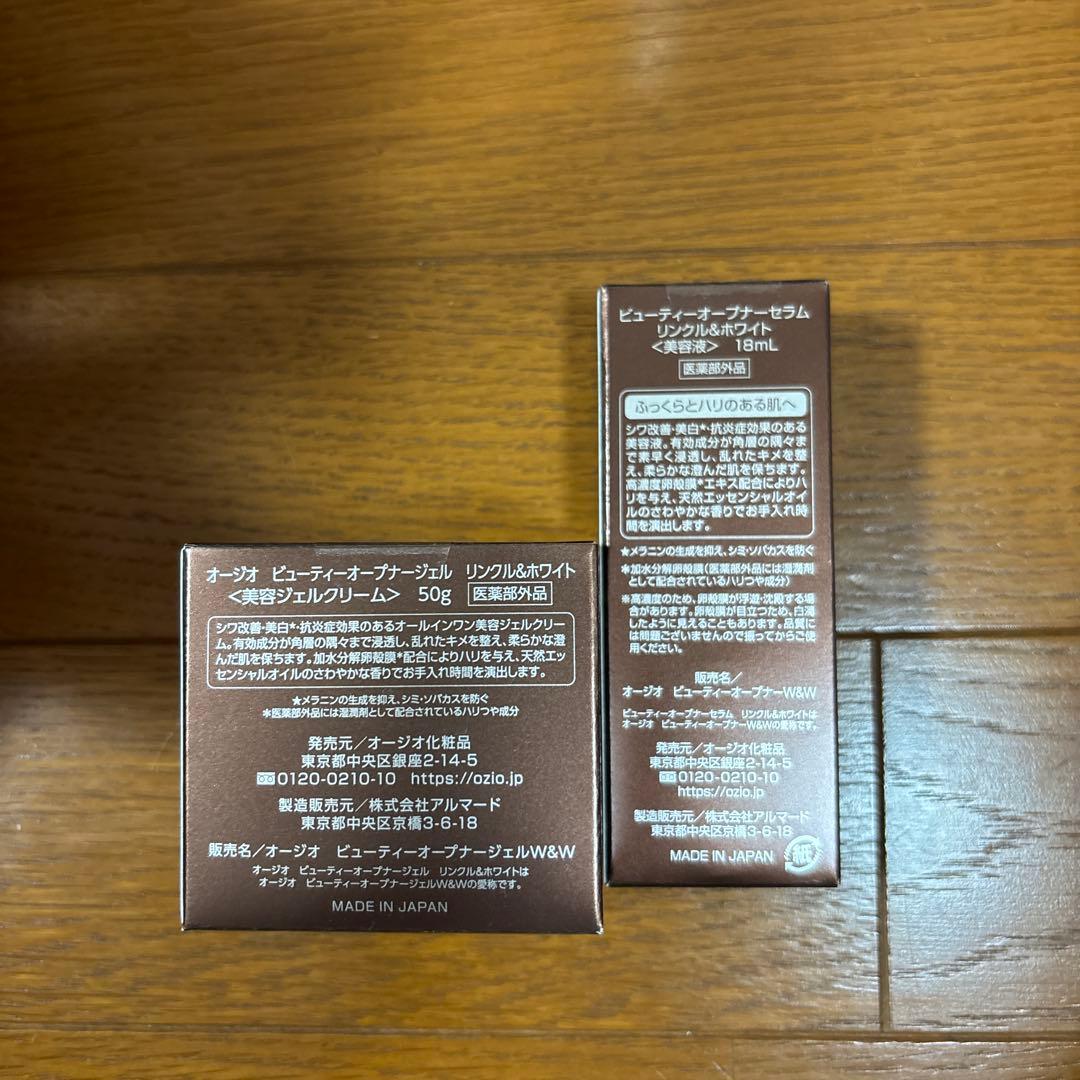 オージオ ビューティーオープナージェル リンクル&ホワイト
<美容ジェルクリーム> 50g 医薬部外品
シワ改善・美白★・抗炎症効果のあるオールインワン美容ジェルクリー
ム。有効成分が角層の隅々まで浸透し、乱れたキメを整え、柔らかな澄
んだ肌を保ちます。加水分解卵殻膜*配合によりハリを与え、天然エッ
センシャルオイルのさわやかな香りでお手入れ時間を演出します。
★メラニンの生成を抑え、シミ・ソバカスを防ぐ
*医薬部外品には湿潤剤として配合されているハリつや成分
発売元/オージオ化粧品
東京都中央区銀座2-14-5
0120-0210-10 https://ozio.jp
製造販売元/株式会社アルマード
東京都中央区京橋3-6-18
販売名/オージオ ビューティーオープナージェルW&W
オージオ ビューティーオープナージェル リンクル&ホワイトは
オージオ ビューティーオープナージェルW&Wの愛称です。
MADE IN JAPAN
ビューティーオープナーセラム
リンクル&ホワイト
<美容液> 18mL
医薬部外品
ふっくらとハリのある肌へ
シワ改善・美白★・抗炎症効果のある
美容液。有効成分が角層の隅々ま
で素早く浸透し、乱れたキメを整
え、柔らかな澄んだ肌を保ちます。
高濃度卵殻膜*エキス配合によりハ
リを与え、天然エッセンシャルオイ
ルのさわやかな香りでお手入れ時
間を演出します。
★メラニンの生成を抑え、シミ・ソバカスを防ぐ
*加水分解卵殻膜(医薬部外品には湿潤剤
として配合されているハリつや成分)
※高濃度のため、卵殻膜が浮遊・沈殿する場
合があります。卵殻膜が目立つため、白濁
したように見えることもあります。品質に
は問題ございませんので振ってからご使
用ください。
販売名/
オージオ ビューティーオープナーW&W
ビューティーオープナーセラム リンクル&ホワイトは
オージオ ビューティーオープナーW&Wの愛称です。
発売元/オージオ化粧品
東京都中央区銀座2-14-5
0120-0210-10
https://ozio.jp
製造販売元/株式会社アルマード
東京都中央区京橋3-6-18
MADE IN JAPAN 紙